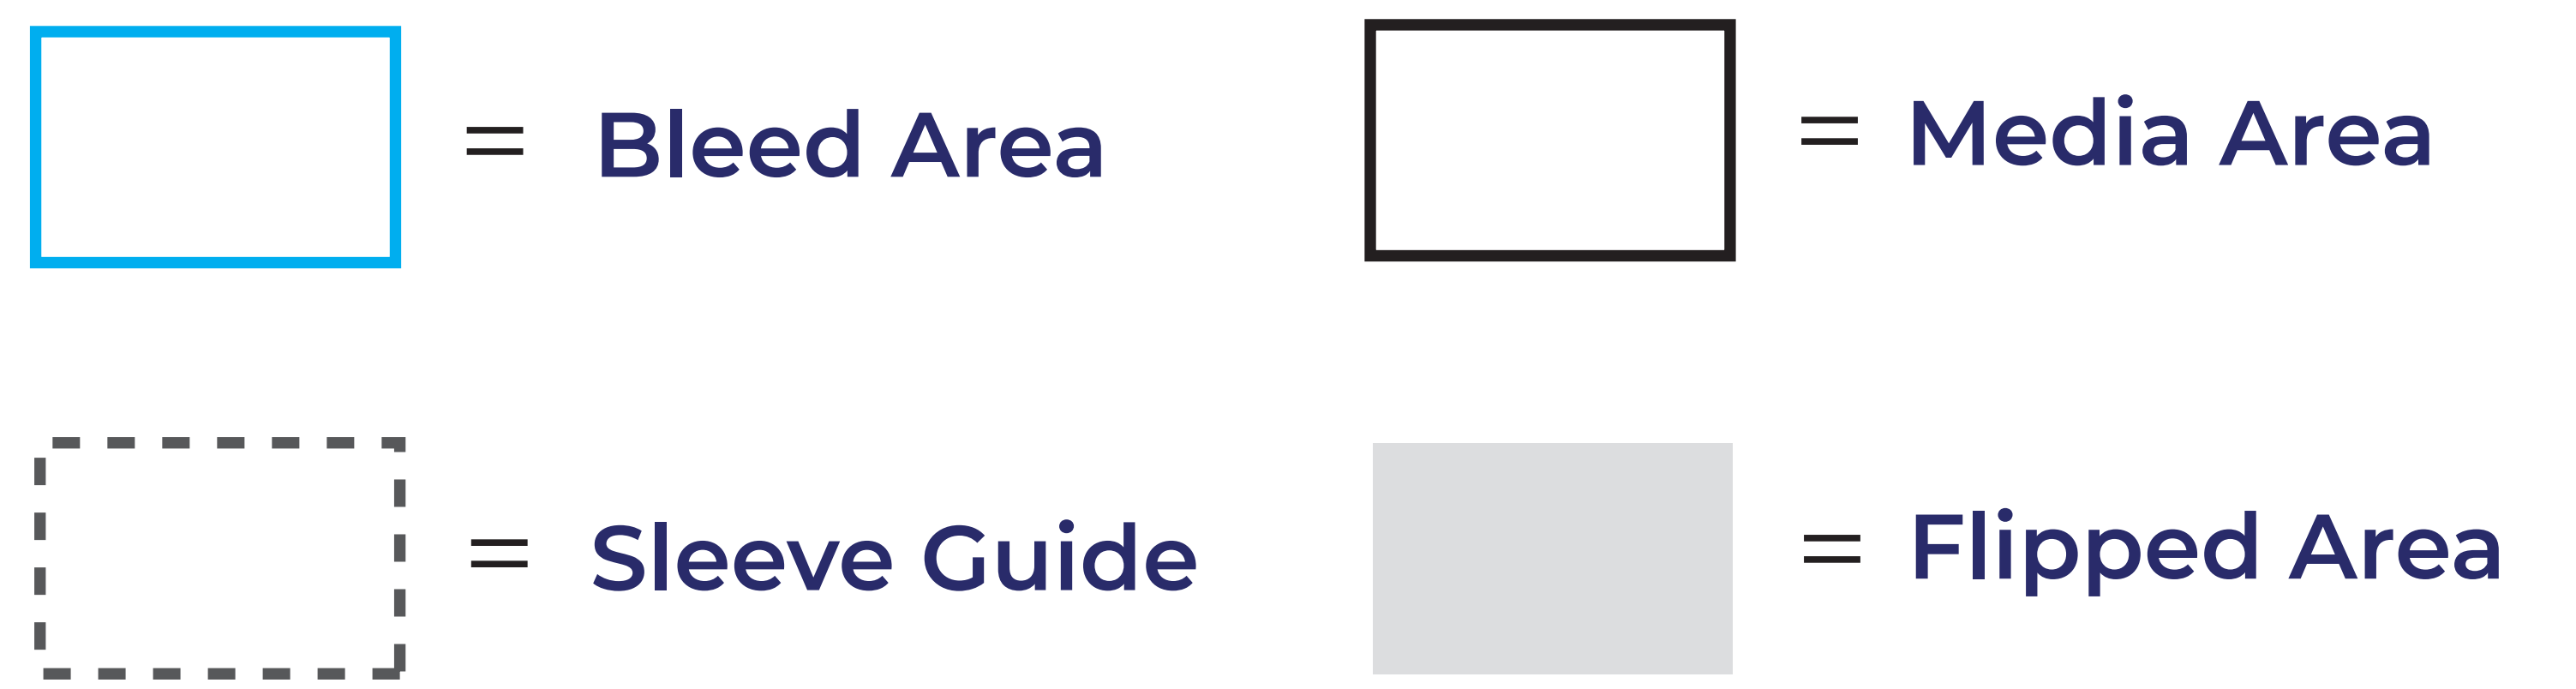 = Bleed Area
= Media Area
= Sleeve Guide
= Flipped Area